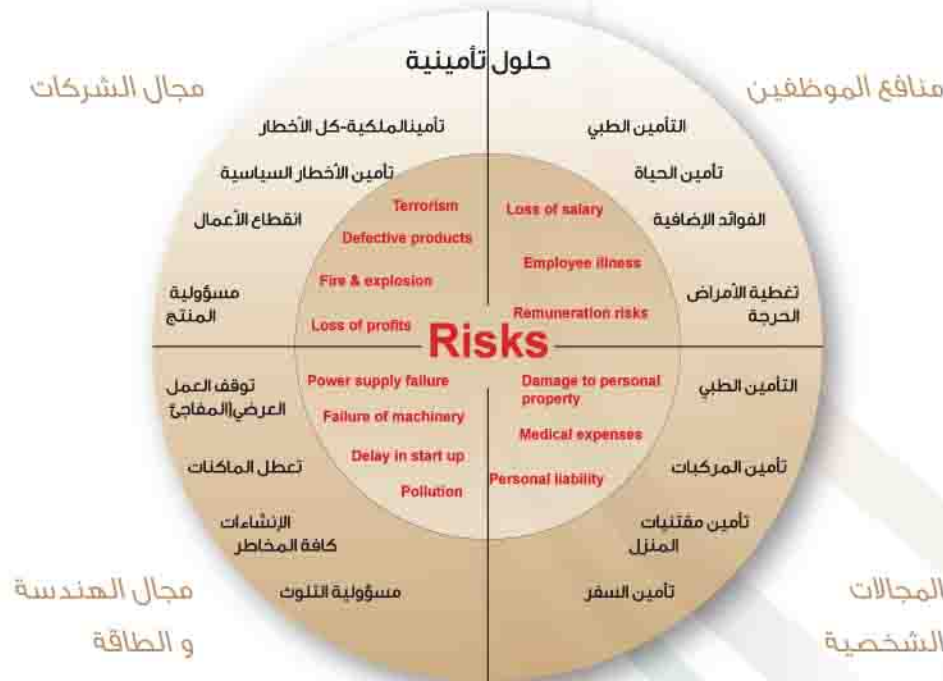 حلول تأمينية
منافع الموظفين
التأمين الطبي
تأمين الحياة
الفوائد الإضافية
تغطية الأمراض
الحرجة
مجال الشركات
تأمينالملكية-كل الأخطار
تأمين الأخطار السياسية
انقطاع الأعمال
مسؤولية
المنتج
Terrorism
Defective products
Fire & explosion
Loss of profits
Loss of salary
Employee illness
Remuneration risks
Risks
Power supply failure
Failure of machinery
Delay in start up
Pollution
Damage to personal
property
Medical expenses
Personal liability
التأمين الطبي
تأمين المركبات
تأمين مقتنيات
المنزل
تأمين السفر
المجالات
الشخصية
توقف العمل
العرضي(المفاجئ
تعطل الماكنات
الإنشاءات
كافة المخاطر
مسؤولية التلوث
مجال الهندسة
و الطاقة